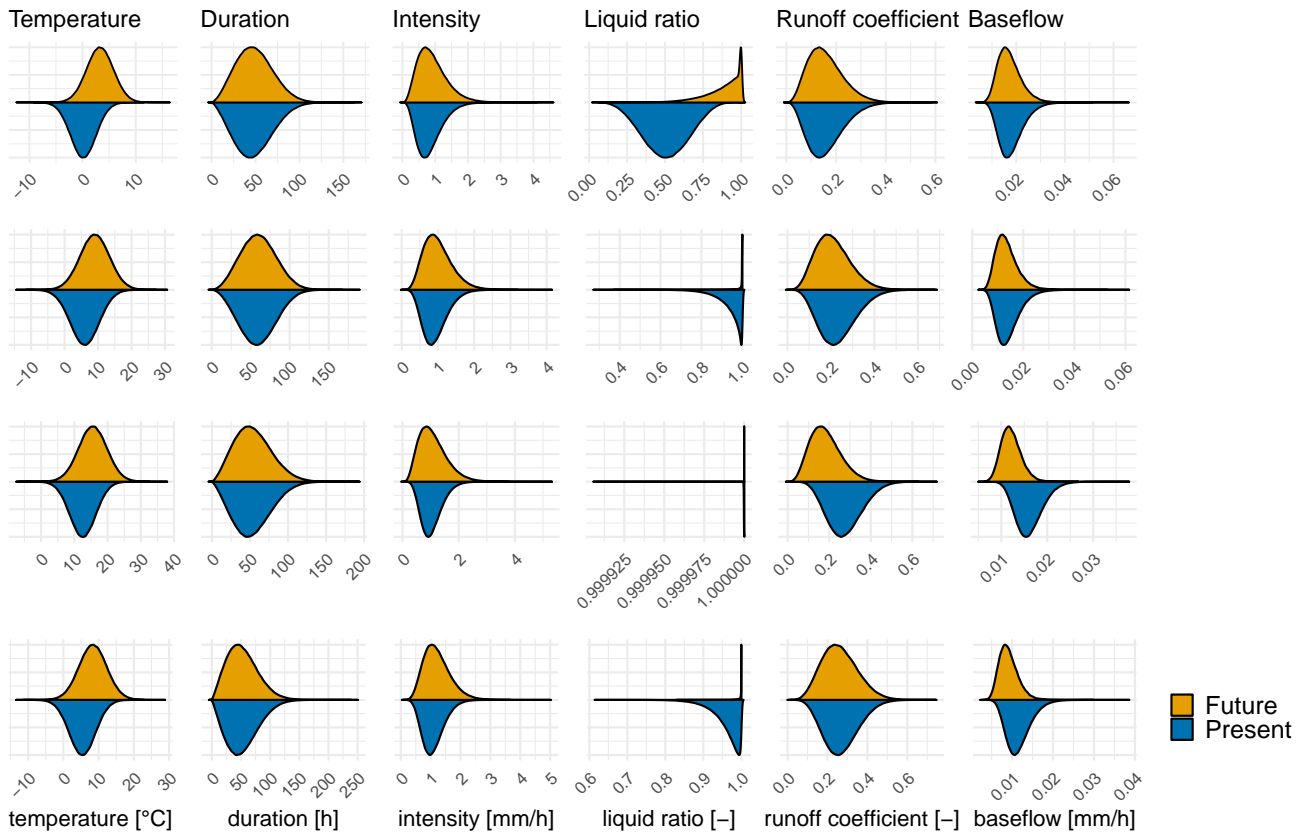 Temperature Duration Intensity Liquid ratio Runoff coefficient Baseflow
−10 0 10 0 50 100 150 0 1 2 3 4 0.00 0.25 0.50 0.75 1.00 0.0 0.2 0.4 0.6 0.02 0.04 0.06
−10 0 10 20 30 0 50 100 150 0 1 2 3 4 0.4 0.6 0.8 1.0 0.0 0.2 0.4 0.6 0.00 0.02 0.04 0.06
0 10 20 30 40 0 50 100 150 200 0 2 4 0.999925 0.999950 0.999975 1.000000 0.0 0.2 0.4 0.6 0.01 0.02 0.03
Future
Present
−10 0 10 20 30 0 50 100 150 200 250 0 1 2 3 4 5 0.6 0.7 0.8 0.9 1.0 0.0 0.2 0.4 0.6 0.01 0.02 0.03 0.04
temperature [°C] duration [h] intensity [mm/h] liquid ratio [−] runoff coefficient [−] baseflow [mm/h]